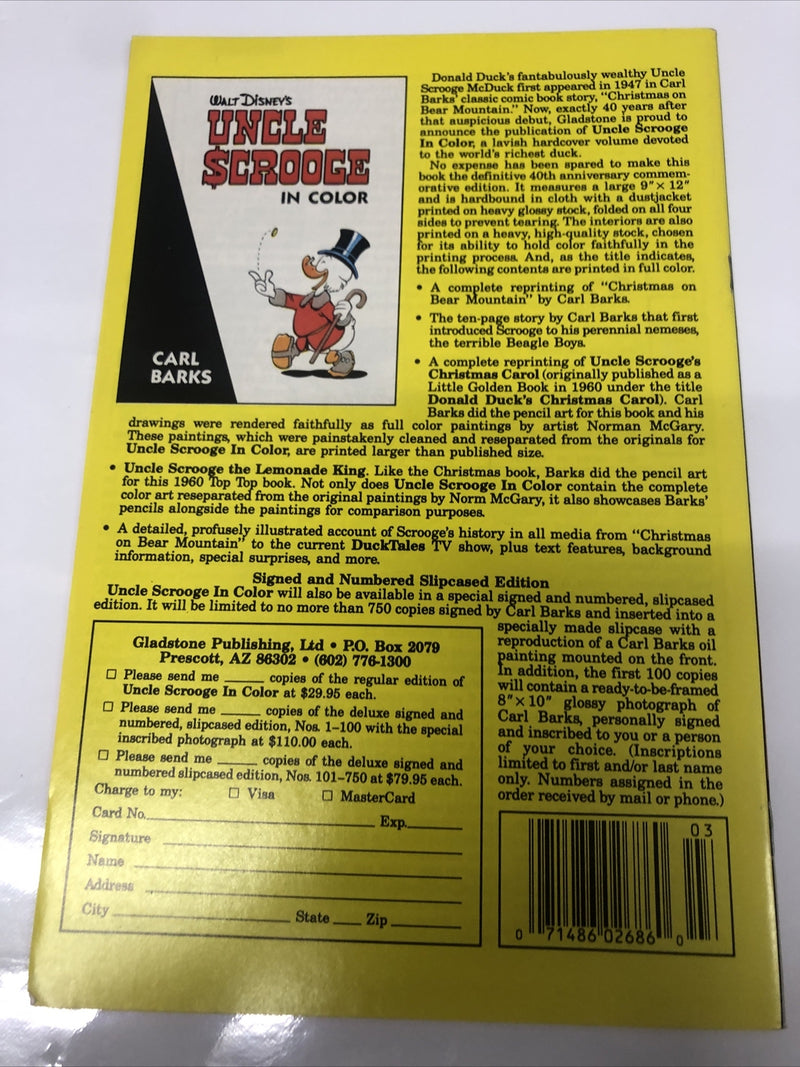 WALT DISNEY'S
UNCLE
$CROOGE
IN COLOR
CARL
BARKS
Donald Duck's fantabulously wealthy Uncle
Scrooge McDuck first appeared in 1947 in Carl
Barks' classic comic book story, "Christmas on
Bear Mountain." Now, exactly 40 years after
that auspicious debut, Gladstone is proud to
announce the publication of Uncle Scrooge
In Color, a lavish hardcover volume devoted
to the world's richest duck.
No expense has been spared to make this
book the definitive 40th anniversary commem-
orative edition. It measures a large 9" × 12"
and is hardbound in cloth with a dustjacket
printed on heavy glossy stock, folded on all four
sides to prevent tearing. The interiors are also
printed on a heavy, high-quality stock, chosen
for its ability to hold color faithfully in the
printing process. And, as the title indicates,
the following contents are printed in full color.
• A complete reprinting of "Christmas on
Bear Mountain" by Carl Barks.
• The ten-page story by Carl Barks that first
introduced Scrooge to his perennial nemeses,
the terrible Beagle Boys.
• A complete reprinting of Uncle Scrooge's
Christmas Carol (originally published as a
Little Golden Book in 1960 under the title
Donald Duck's Christmas Carol). Carl
Barks did the pencil art for this book and his
drawings were rendered faithfully as full color paintings by artist Norman McGary.
These paintings, which were painstakenly cleaned and reseparated from the originals for
Uncle Scrooge In Color, are printed larger than published size.
• Uncle Scrooge the Lemonade King. Like the Christmas book, Barks did the pencil art
for this 1960 Top Top book. Not only does Uncle Scrooge In Color contain the complete
color art reseparated from the original paintings by Norm McGary, it also showcases Barks'
pencils alongside the paintings for comparison purposes.
• A detailed, profusely illustrated account of Scrooge's history in all media from "Christmas
on Bear Mountain" to the current DuckTales TV show, plus text features, background
information, special surprises, and more.
Signed and Numbered Slipcased Edition
Uncle Scrooge In Color will also be available in a special signed and numbered, slipcased
edition. It will be limited to no more than 750 copies signed by Carl Barks and inserted into a
specially made slipcase with a
reproduction of a Carl Barks oil
painting mounted on the front.
In addition, the first 100 copies
will contain a ready-to-be-framed
8" × 10" glossy photograph of
Carl Barks, personally signed
and inscribed to you or a person
of your choice. (Inscriptions
limited to first and/or last name
only. Numbers assigned in the
order received by mail or phone.)
Gladstone Publishing, Ltd • P.O. Box 2079
Prescott, AZ 86302 • (602) 776-1300
☐ Please send me _____ copies of the regular edition of
Uncle Scrooge In Color at $29.95 each.
☐ Please send me _____ copies of the deluxe signed and
numbered, slipcased edition, Nos. 1-100 with the special
inscribed photograph at $110.00 each.
☐ Please send me _____ copies of the deluxe signed and
numbered slipcased edition, Nos. 101-750 at $79.95 each.
Charge to my: ☐ Visa ☐ MasterCard
Card No. _____ Exp. _____
Signature _____
Name _____
Address _____
City _____ State _____ Zip _____
03
0 71486 02686 0